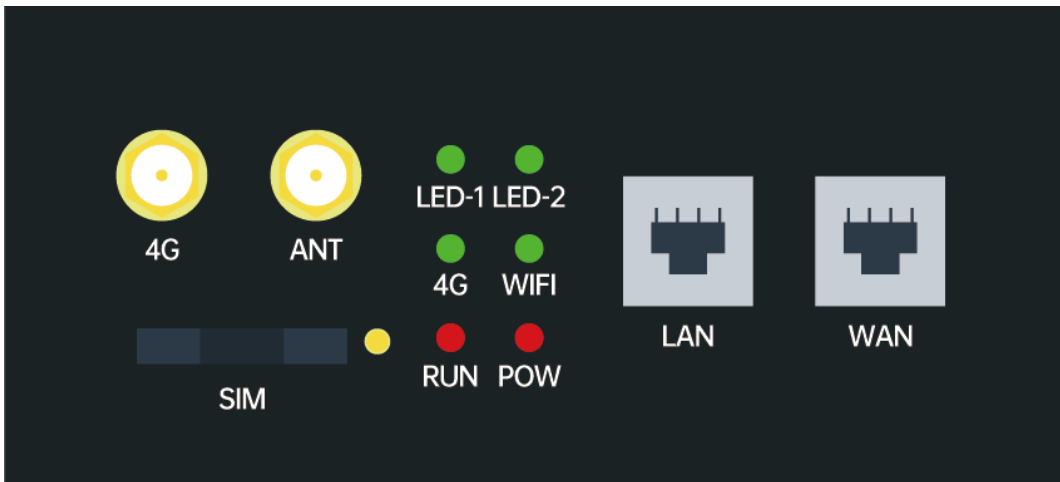 4G
ANT
LED-1 LED-2
4G WIFI
RUN POW
SIM
LAN
WAN